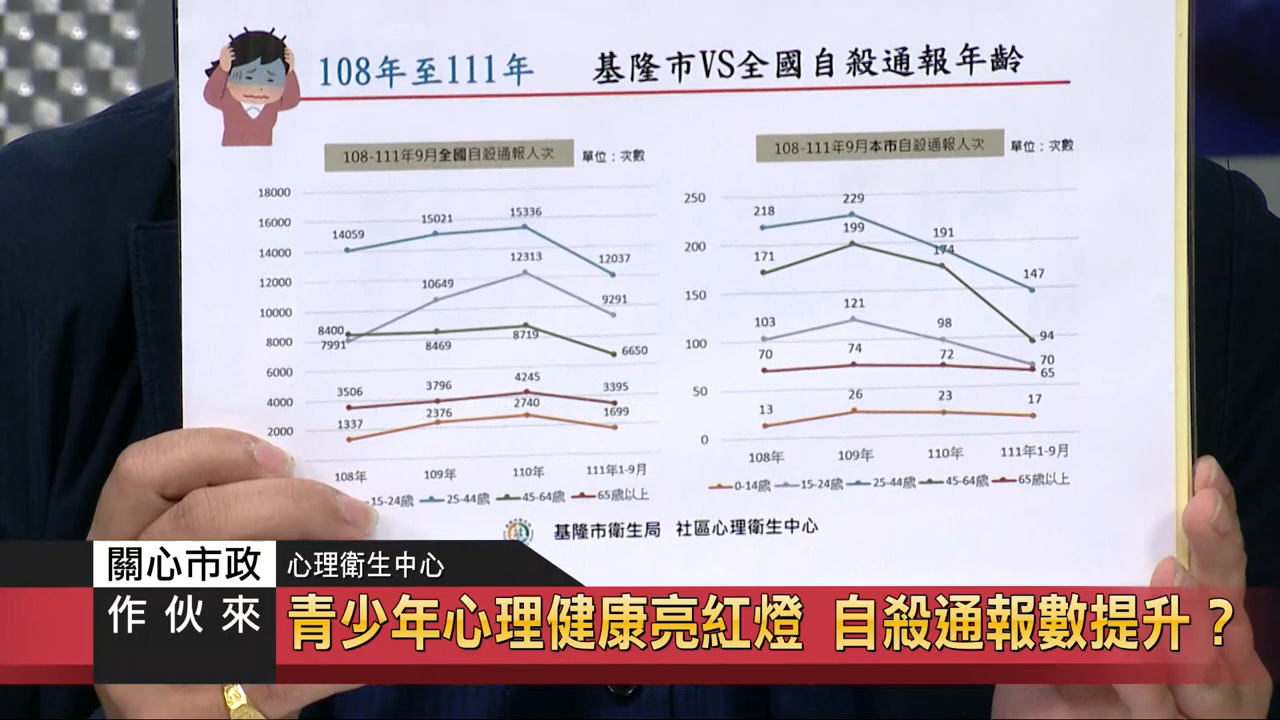 108年至111年 基隆市VS全國自殺通報年齡
108-111年9月全國自殺通報人次 單位：次數
18000
16000
14000
12000
10000
8000
6000
4000
2000
14059 15021 15336 12037
7991 10649 12313 9291
8400 8469 8719 6650
3506 3796 4245 3395
1337 2376 2740 1699
108年 109年 110年 111年1-9月
15-24歲 25-44歲 45-64歲 65歲以上
108-111年9月本市自殺通報人次 單位：次數
250
200
150
100
50
0
218 229 191 147
171 199 174 94
103 121 98 70
70 74 72 65
13 26 23 17
108年 109年 110年 111年1-9月
0-14歲 15-24歲 25-44歲 45-64歲 65歲以上
基隆市衛生局 社區心理衛生中心
關心市政 心理衛生中心
作伙來 青少年心理健康亮紅燈 自殺通報數提升？